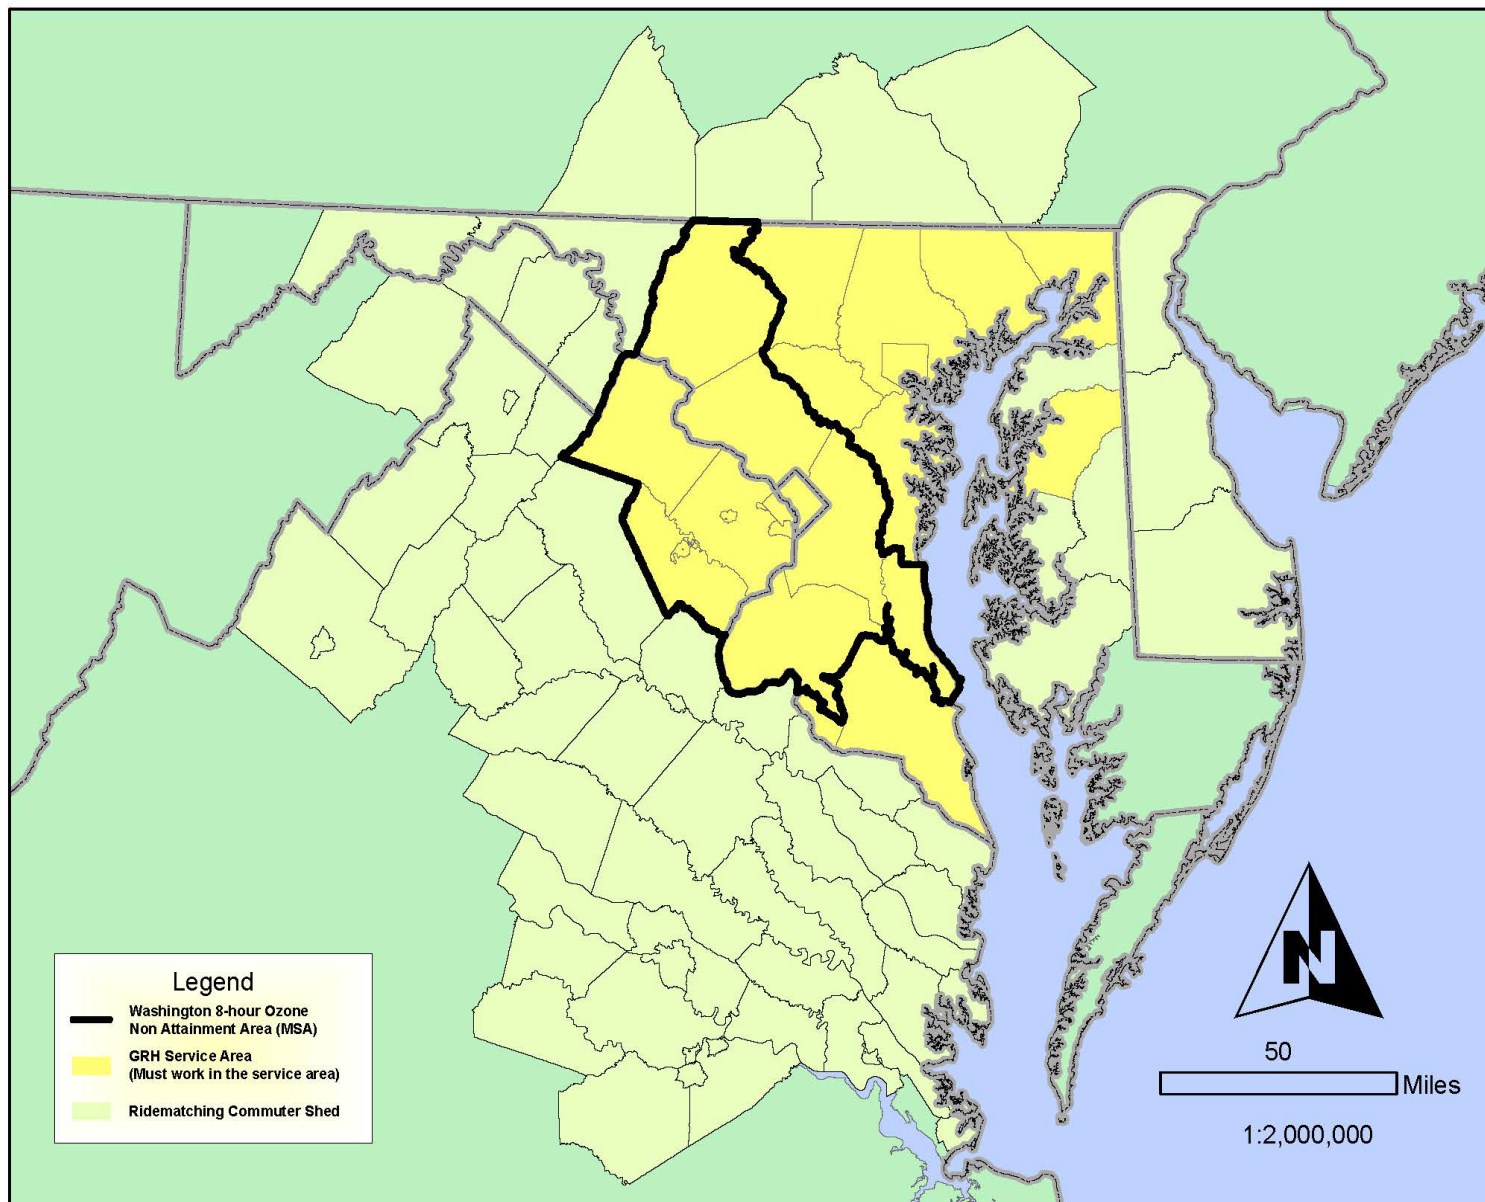 Legend
Washington 8-hour Ozone
Non Attainment Area (MSA)
GRH Service Area
(Must work in the service area)
Ridematching Commuter Shed
N
50
Miles
1:2,000,000